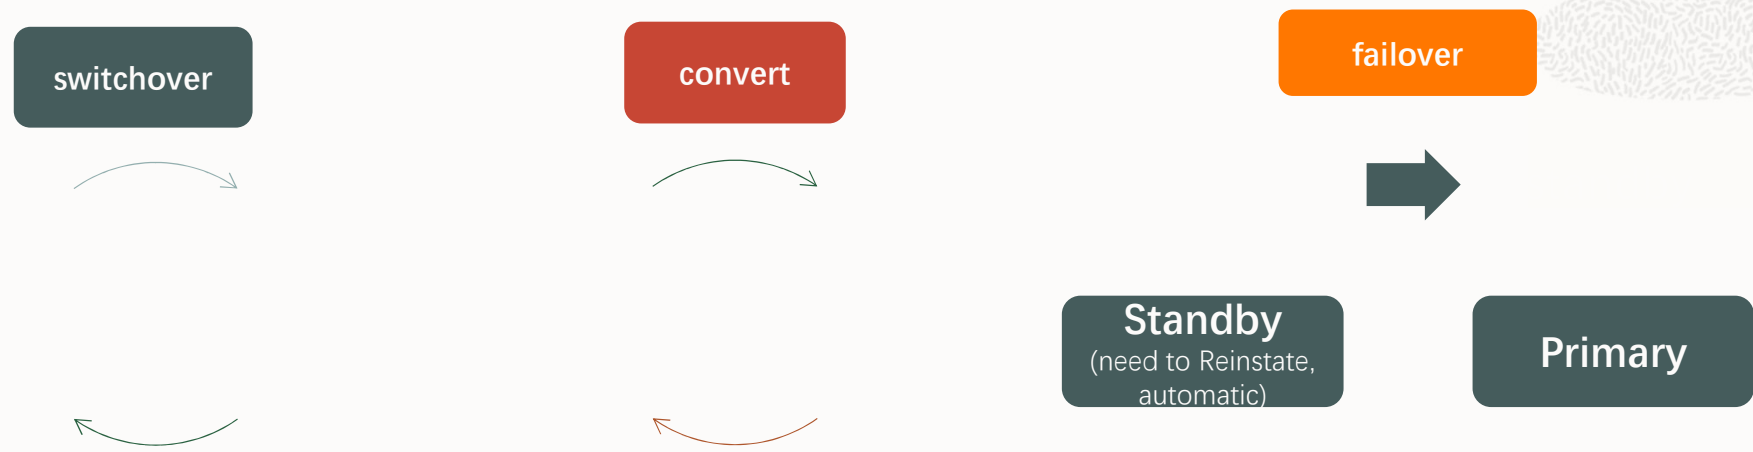 switchover
convert
failover
Standby
(need to Reinstate,
automatic)
Primary